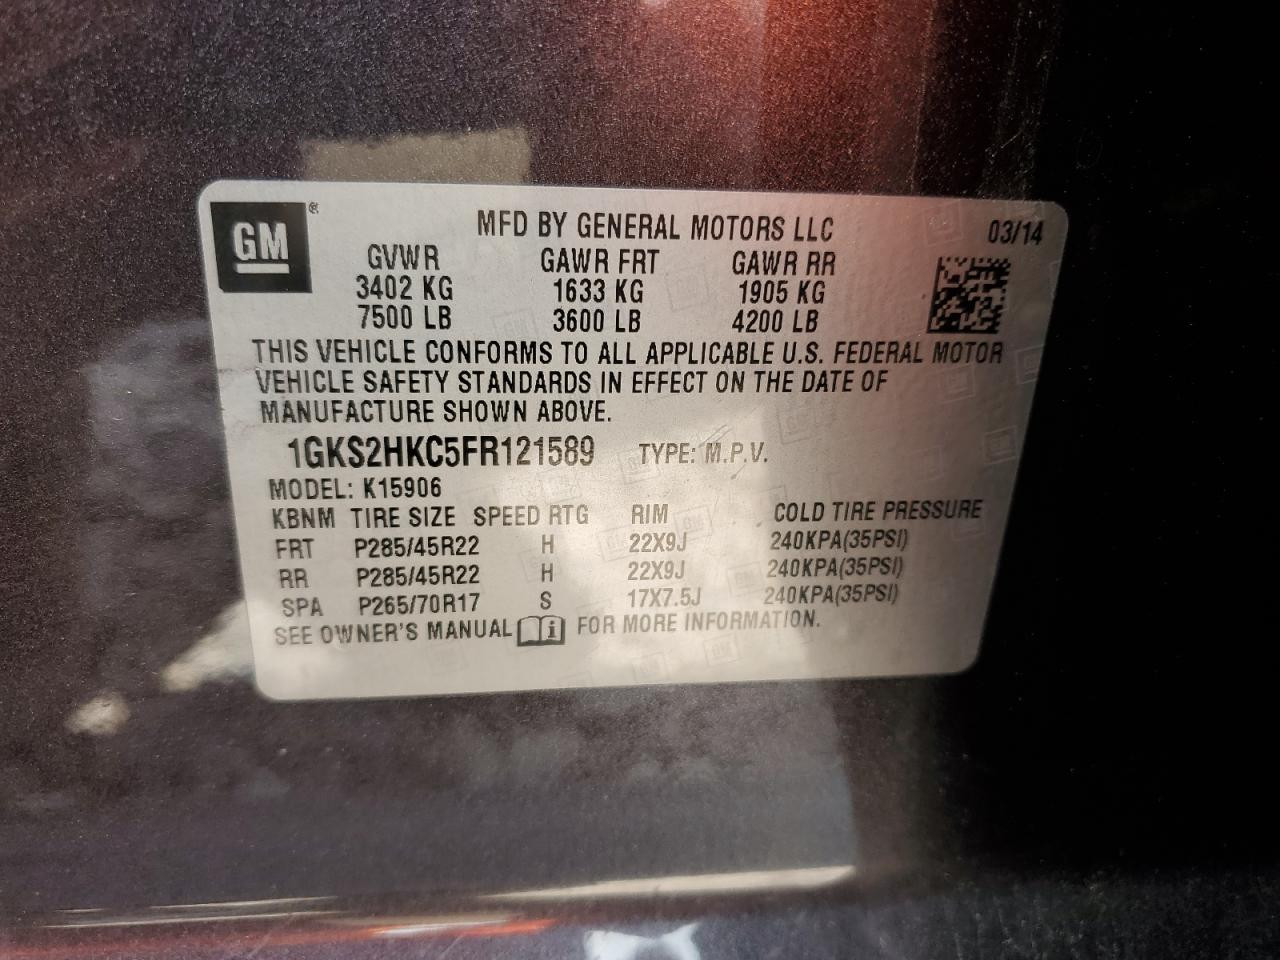 GM ® MFD BY GENERAL MOTORS LLC 03/14
GVWR GAWR FRT GAWR RR
3402 KG 1633 KG 1905 KG
7500 LB 3600 LB 4200 LB
THIS VEHICLE CONFORMS TO ALL APPLICABLE U.S. FEDERAL MOTOR
VEHICLE SAFETY STANDARDS IN EFFECT ON THE DATE OF
MANUFACTURE SHOWN ABOVE.
1GKS2HKC5FR121589 TYPE: M.P.V.
MODEL: K15906
KBNM TIRE SIZE SPEED RTG RIM COLD TIRE PRESSURE
FRT P285/45R22 H 22X9J 240KPA(35PSI)
RR P285/45R22 H 22X9J 240KPA(35PSI)
SPA P265/70R17 S 17X7.5J 240KPA(35PSI)
SEE OWNER'S MANUAL i FOR MORE INFORMATION.